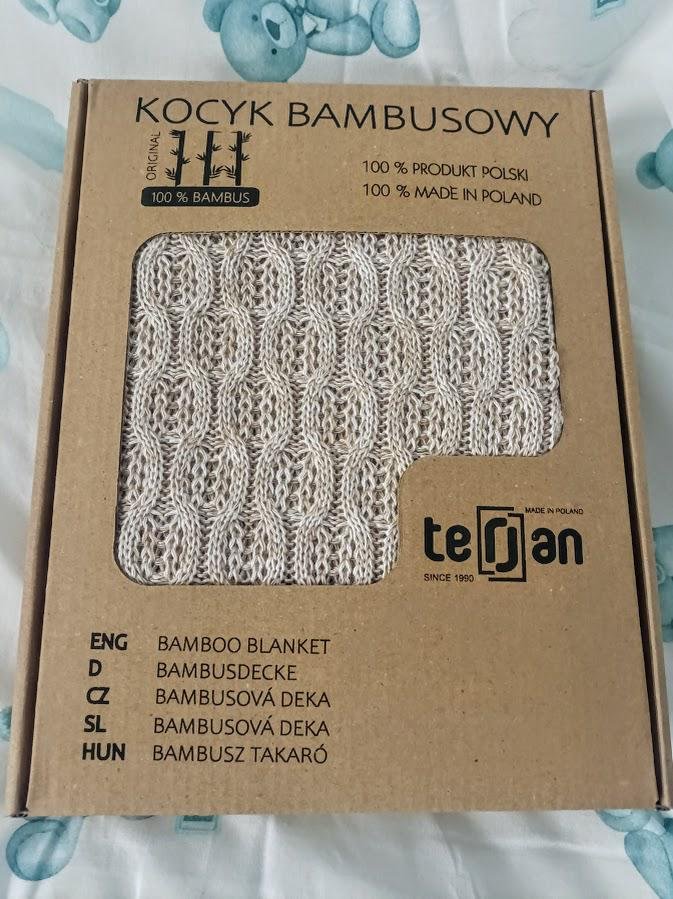 KOCYK BAMBUSOWY
ORIGINAL
100 % BAMBUS
100 % PRODUKT POLSKI
100 % MADE IN POLAND
MADE IN POLAND
terjan
SINCE 1990
ENG BAMBOO BLANKET
D BAMBUSDECKE
CZ BAMBUSOVÁ DEKA
SL BAMBUSOVÁ DEKA
HUN BAMBUSZ TAKARÓ